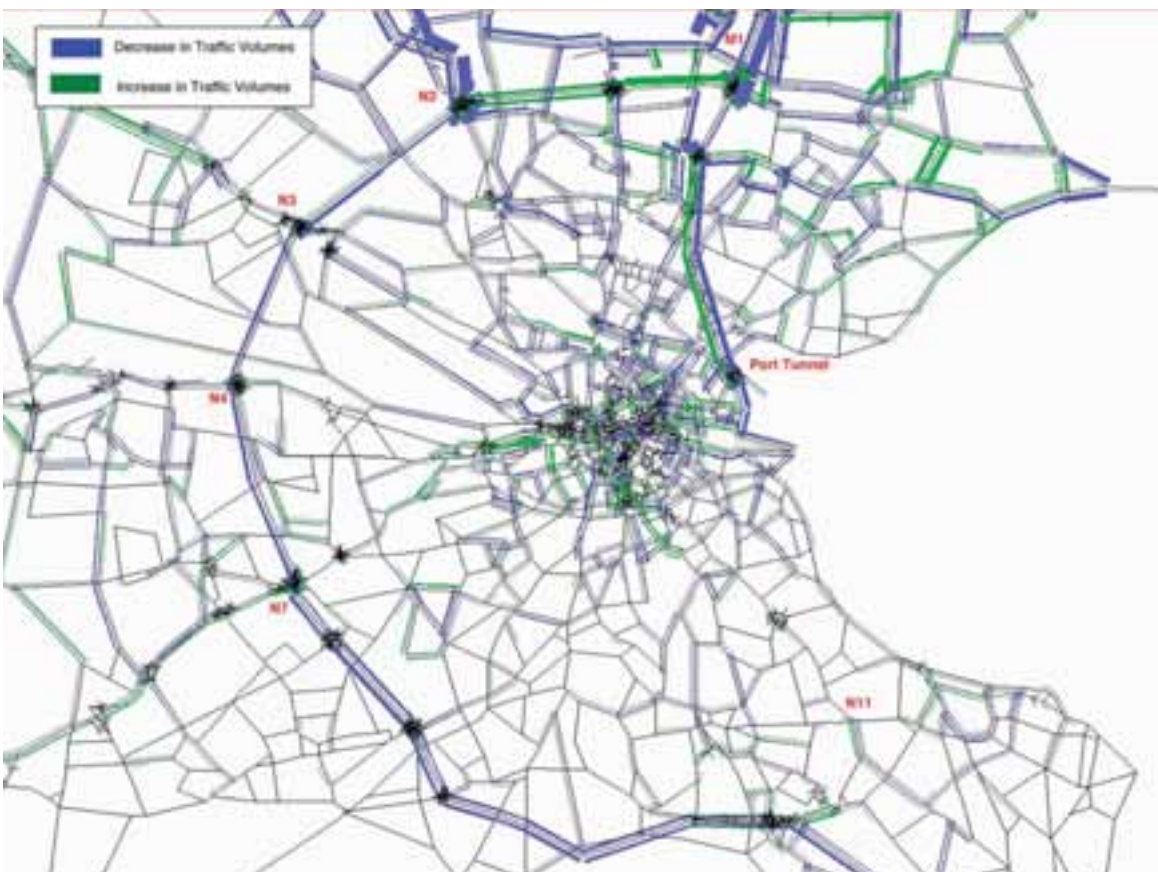 Decrease in Traffic Volumes
Increase in Traffic Volumes
M1
N2
N3
Port Tunnel
N4
N7
N11